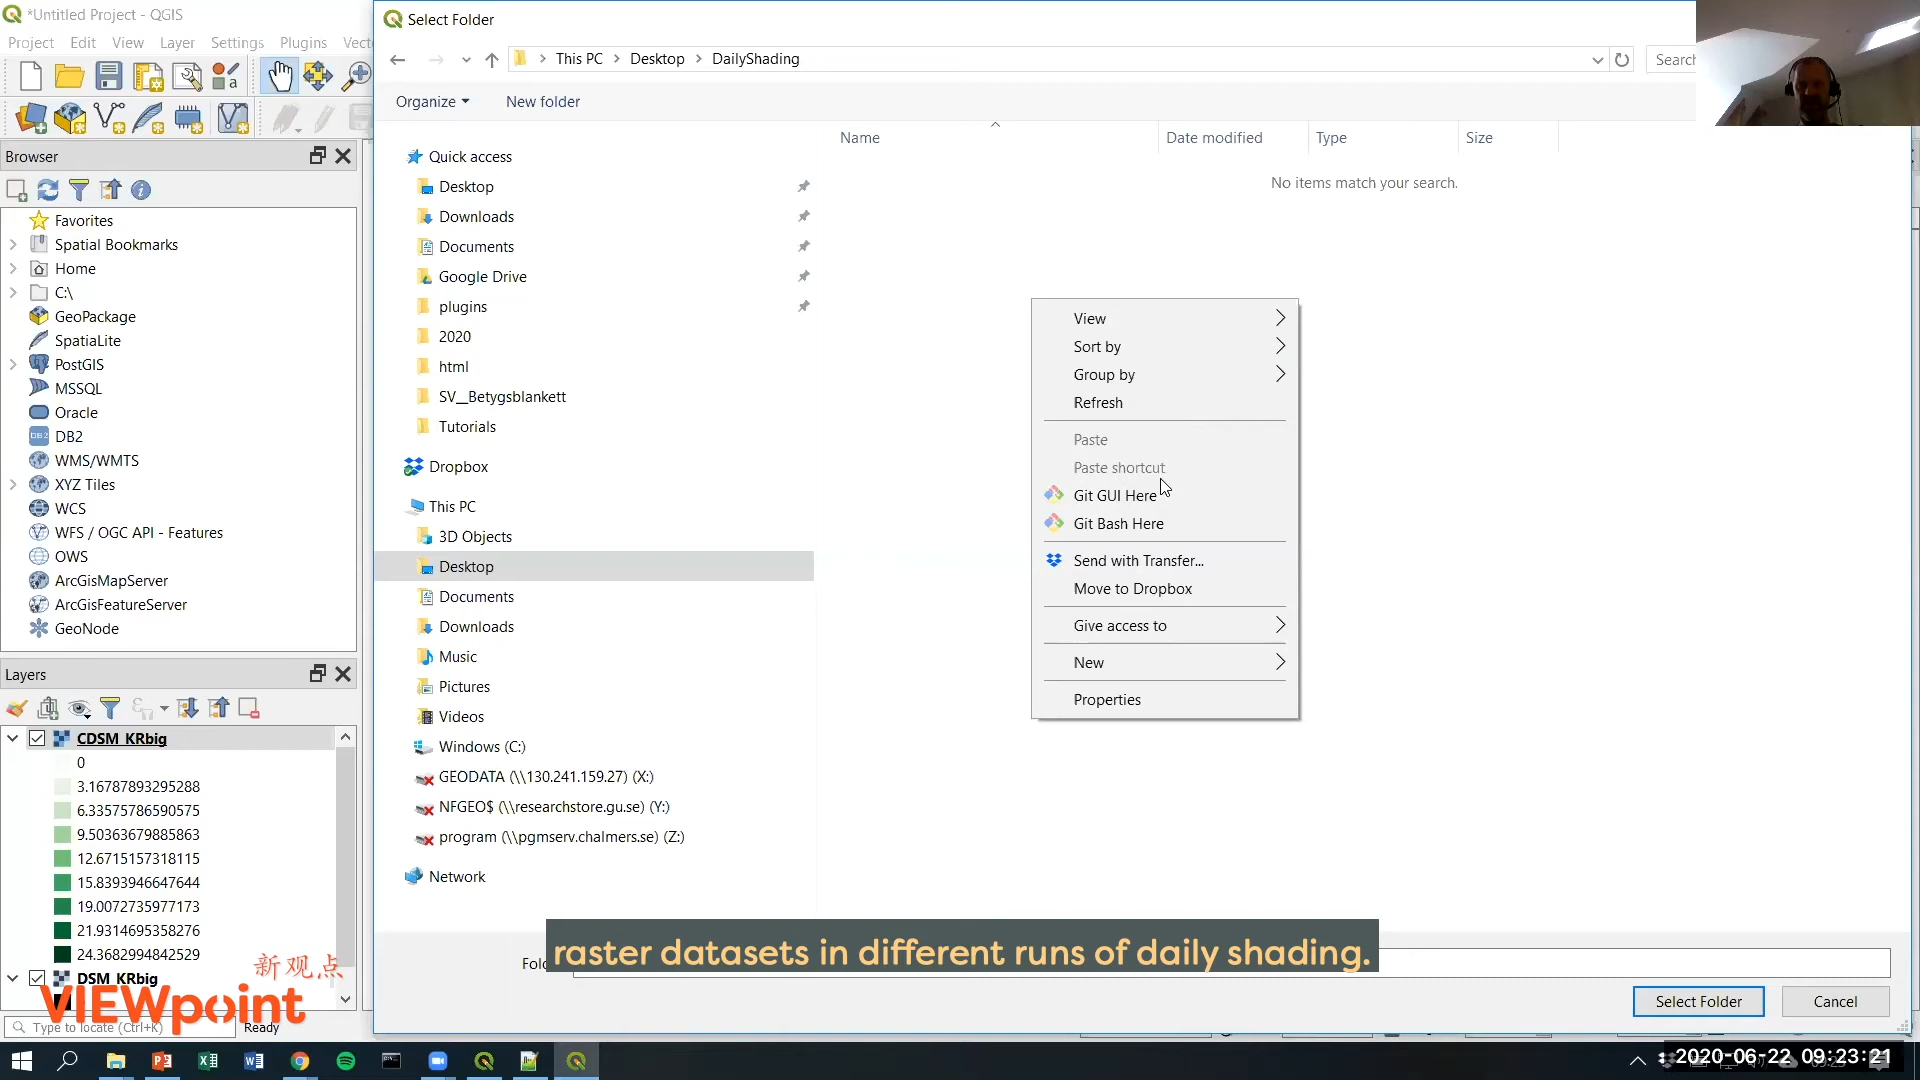 *Untitled Project - QGIS
Project Edit View Layer Settings Plugins Vect
Browser
Favorites
Spatial Bookmarks
Home
C:\
GeoPackage
SpatiaLite
PostGIS
MSSQL
Oracle
DB2
WMS/WMTS
XYZ Tiles
WCS
WFS / OGC API - Features
OWS
ArcGisMapServer
ArcGisFeatureServer
GeoNode
Layers
CDSM_KRbig
0
3.16787893295288
6.33575786590575
9.50363679885863
12.6715157318115
15.8393946647644
19.0072735977173
21.9314695358276
24.3682994842529
DSM_KRbig
新观点
VIEWpoint
Type to locate (Ctrl+K)
Ready
Select Folder
This PC > Desktop > DailyShading
Search
Organize
New folder
Name
Date modified
Type
Size
No items match your search.
Quick access
Desktop
Downloads
Documents
Google Drive
plugins
2020
html
SV_Betygsblankett
Tutorials
Dropbox
This PC
3D Objects
Desktop
Documents
Downloads
Music
Pictures
Videos
Windows (C:)
GEODATA (\\130.241.159.27) (X:)
NFGEO$ (\\researchstore.gu.se) (Y:)
program (\\pgmserv.chalmers.se) (Z:)
Network
View
Sort by
Group by
Refresh
Paste
Paste shortcut
Git GUI Here
Git Bash Here
Send with Transfer...
Move to Dropbox
Give access to
New
Properties
raster datasets in different runs of daily shading.
Select Folder
Cancel
2020-06-22 09:23:21